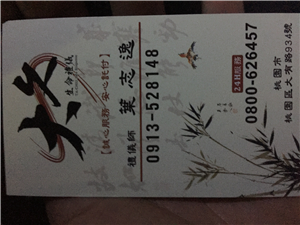 大久
生命禮儀
【誠心服務·安心託付】
禮儀師 葉志逸
0913-528148
24H服務
0800-626457
桃園市
桃園區大有路934號